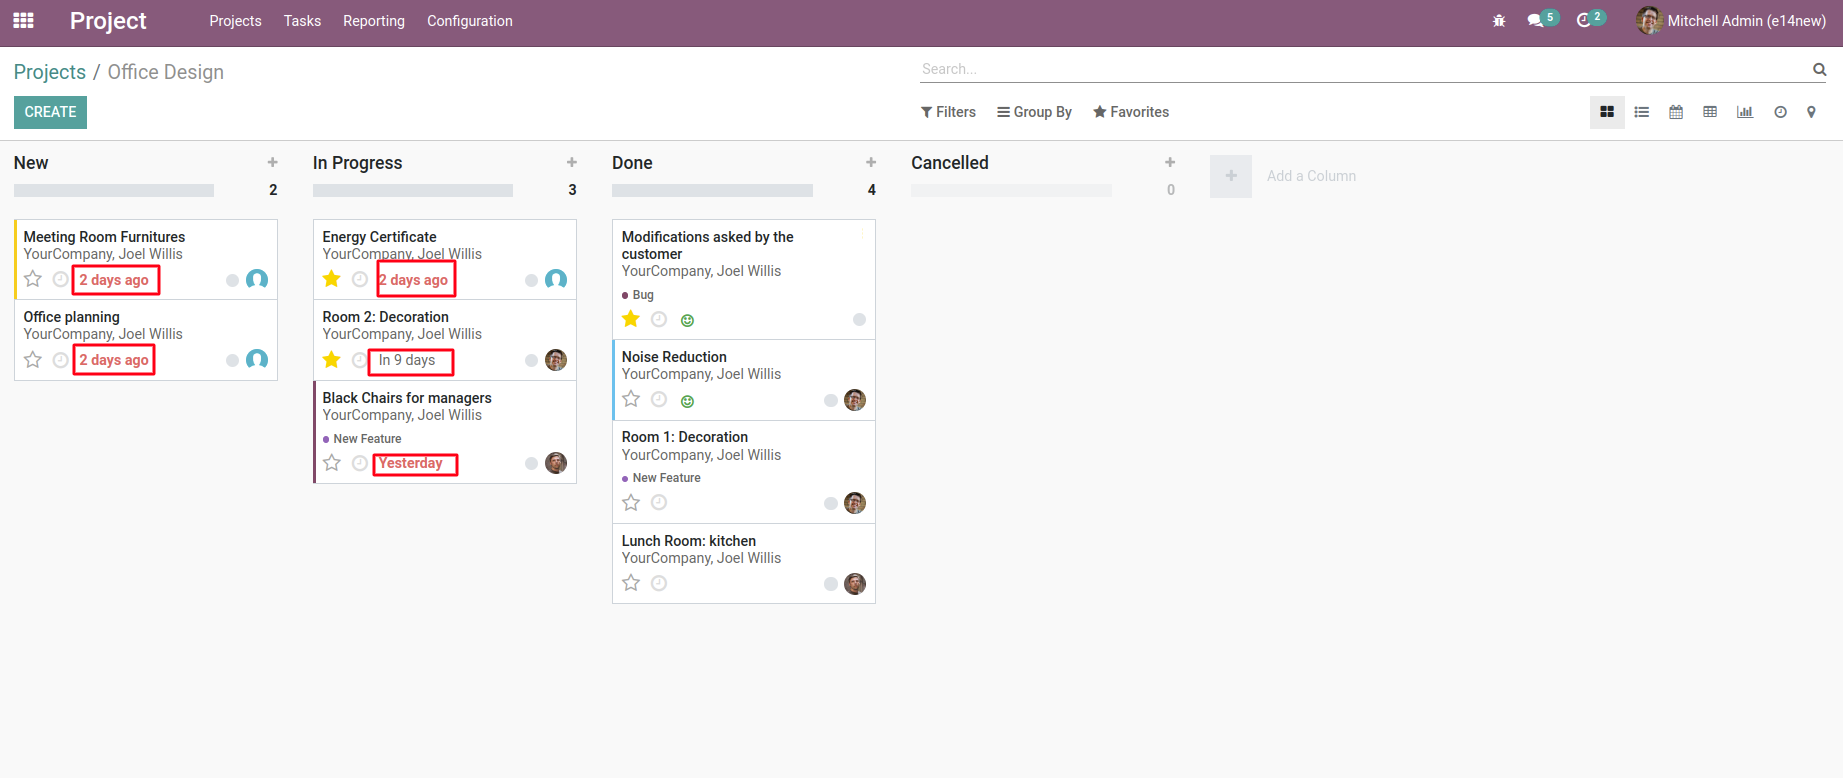 Project
Projects Tasks Reporting Configuration
5 2 Mitchell Admin (e14new)
Projects / Office Design
Search...
CREATE
Filters Group By Favorites
New
2
Meeting Room Furnitures
YourCompany, Joel Willis
2 days ago
Office planning
YourCompany, Joel Willis
2 days ago
In Progress
3
Energy Certificate
YourCompany, Joel Willis
2 days ago
Room 2: Decoration
YourCompany, Joel Willis
In 9 days
Black Chairs for managers
YourCompany, Joel Willis
New Feature
Yesterday
Done
4
Modifications asked by the
customer
YourCompany, Joel Willis
Bug
Noise Reduction
YourCompany, Joel Willis
Room 1: Decoration
YourCompany, Joel Willis
New Feature
Lunch Room: kitchen
YourCompany, Joel Willis
Cancelled
0
Add a Column